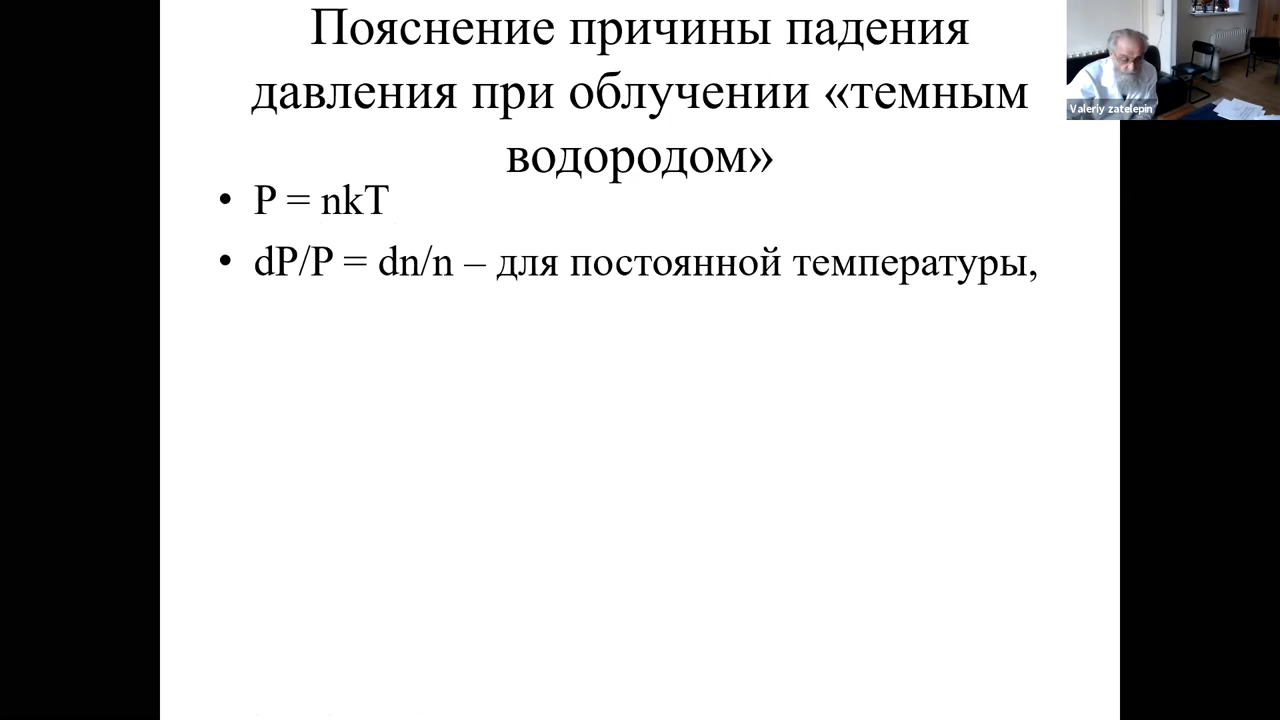 Пояснение причины падения
давления при облучении «темным
водородом»
• P = nkT
• dP/P = dn/n – для постоянной температуры,
Valeriy zatelepin